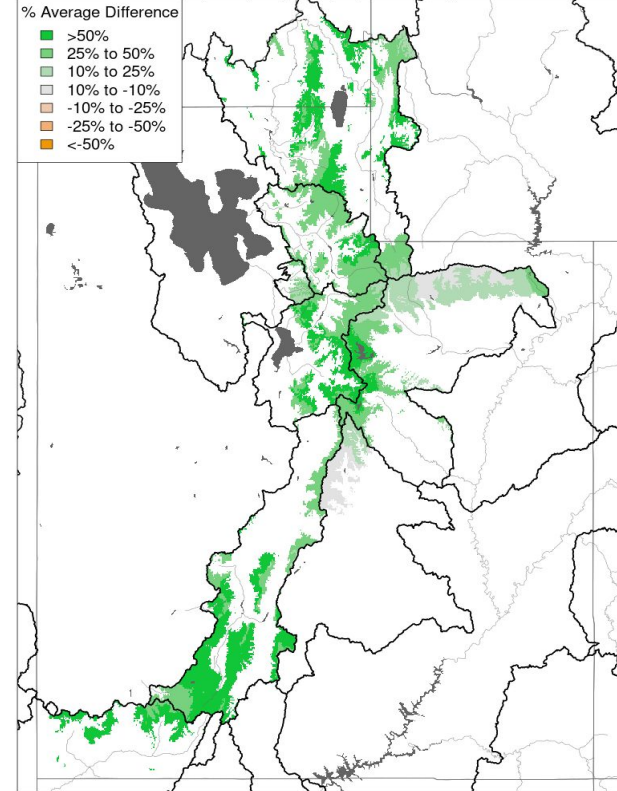 % Average Difference
>50%
25% to 50%
10% to 25%
10% to -10%
-10% to -25%
-25% to -50%
<-50%